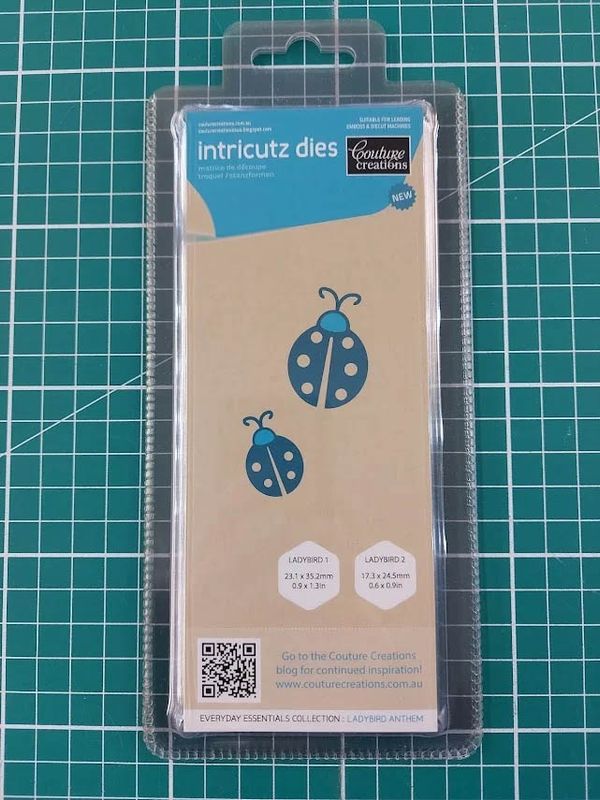 couturecreations.com.au
couturecreationsaus.blogspot.com
SUITABLE FOR LEADING
EMBOSS & DIECUT MACHINES
intricutz dies
matrice de découpe
troquel /stanzformen
Couture
creations
NEW
LADYBIRD 1
23.1 x 35.2mm
0.9 x 1.3in
LADYBIRD 2
17.3 x 24.5mm
0.6 x 0.9in
Go to the Couture Creations
blog for continued inspiration!
www.couturecreations.com.au
EVERYDAY ESSENTIALS COLLECTION : LADYBIRD ANTHEM